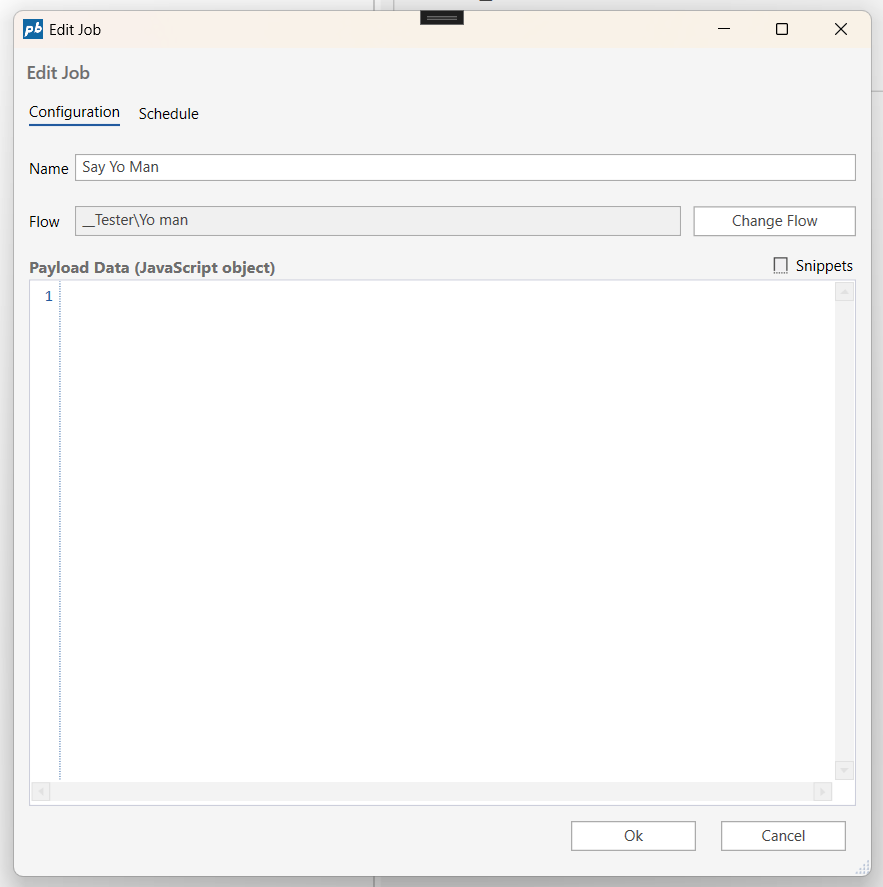 pb Edit Job
Edit Job
Configuration Schedule
Name Say Yo Man
Flow __Tester\Yo man Change Flow
Payload Data (JavaScript object) Snippets
1
Ok Cancel